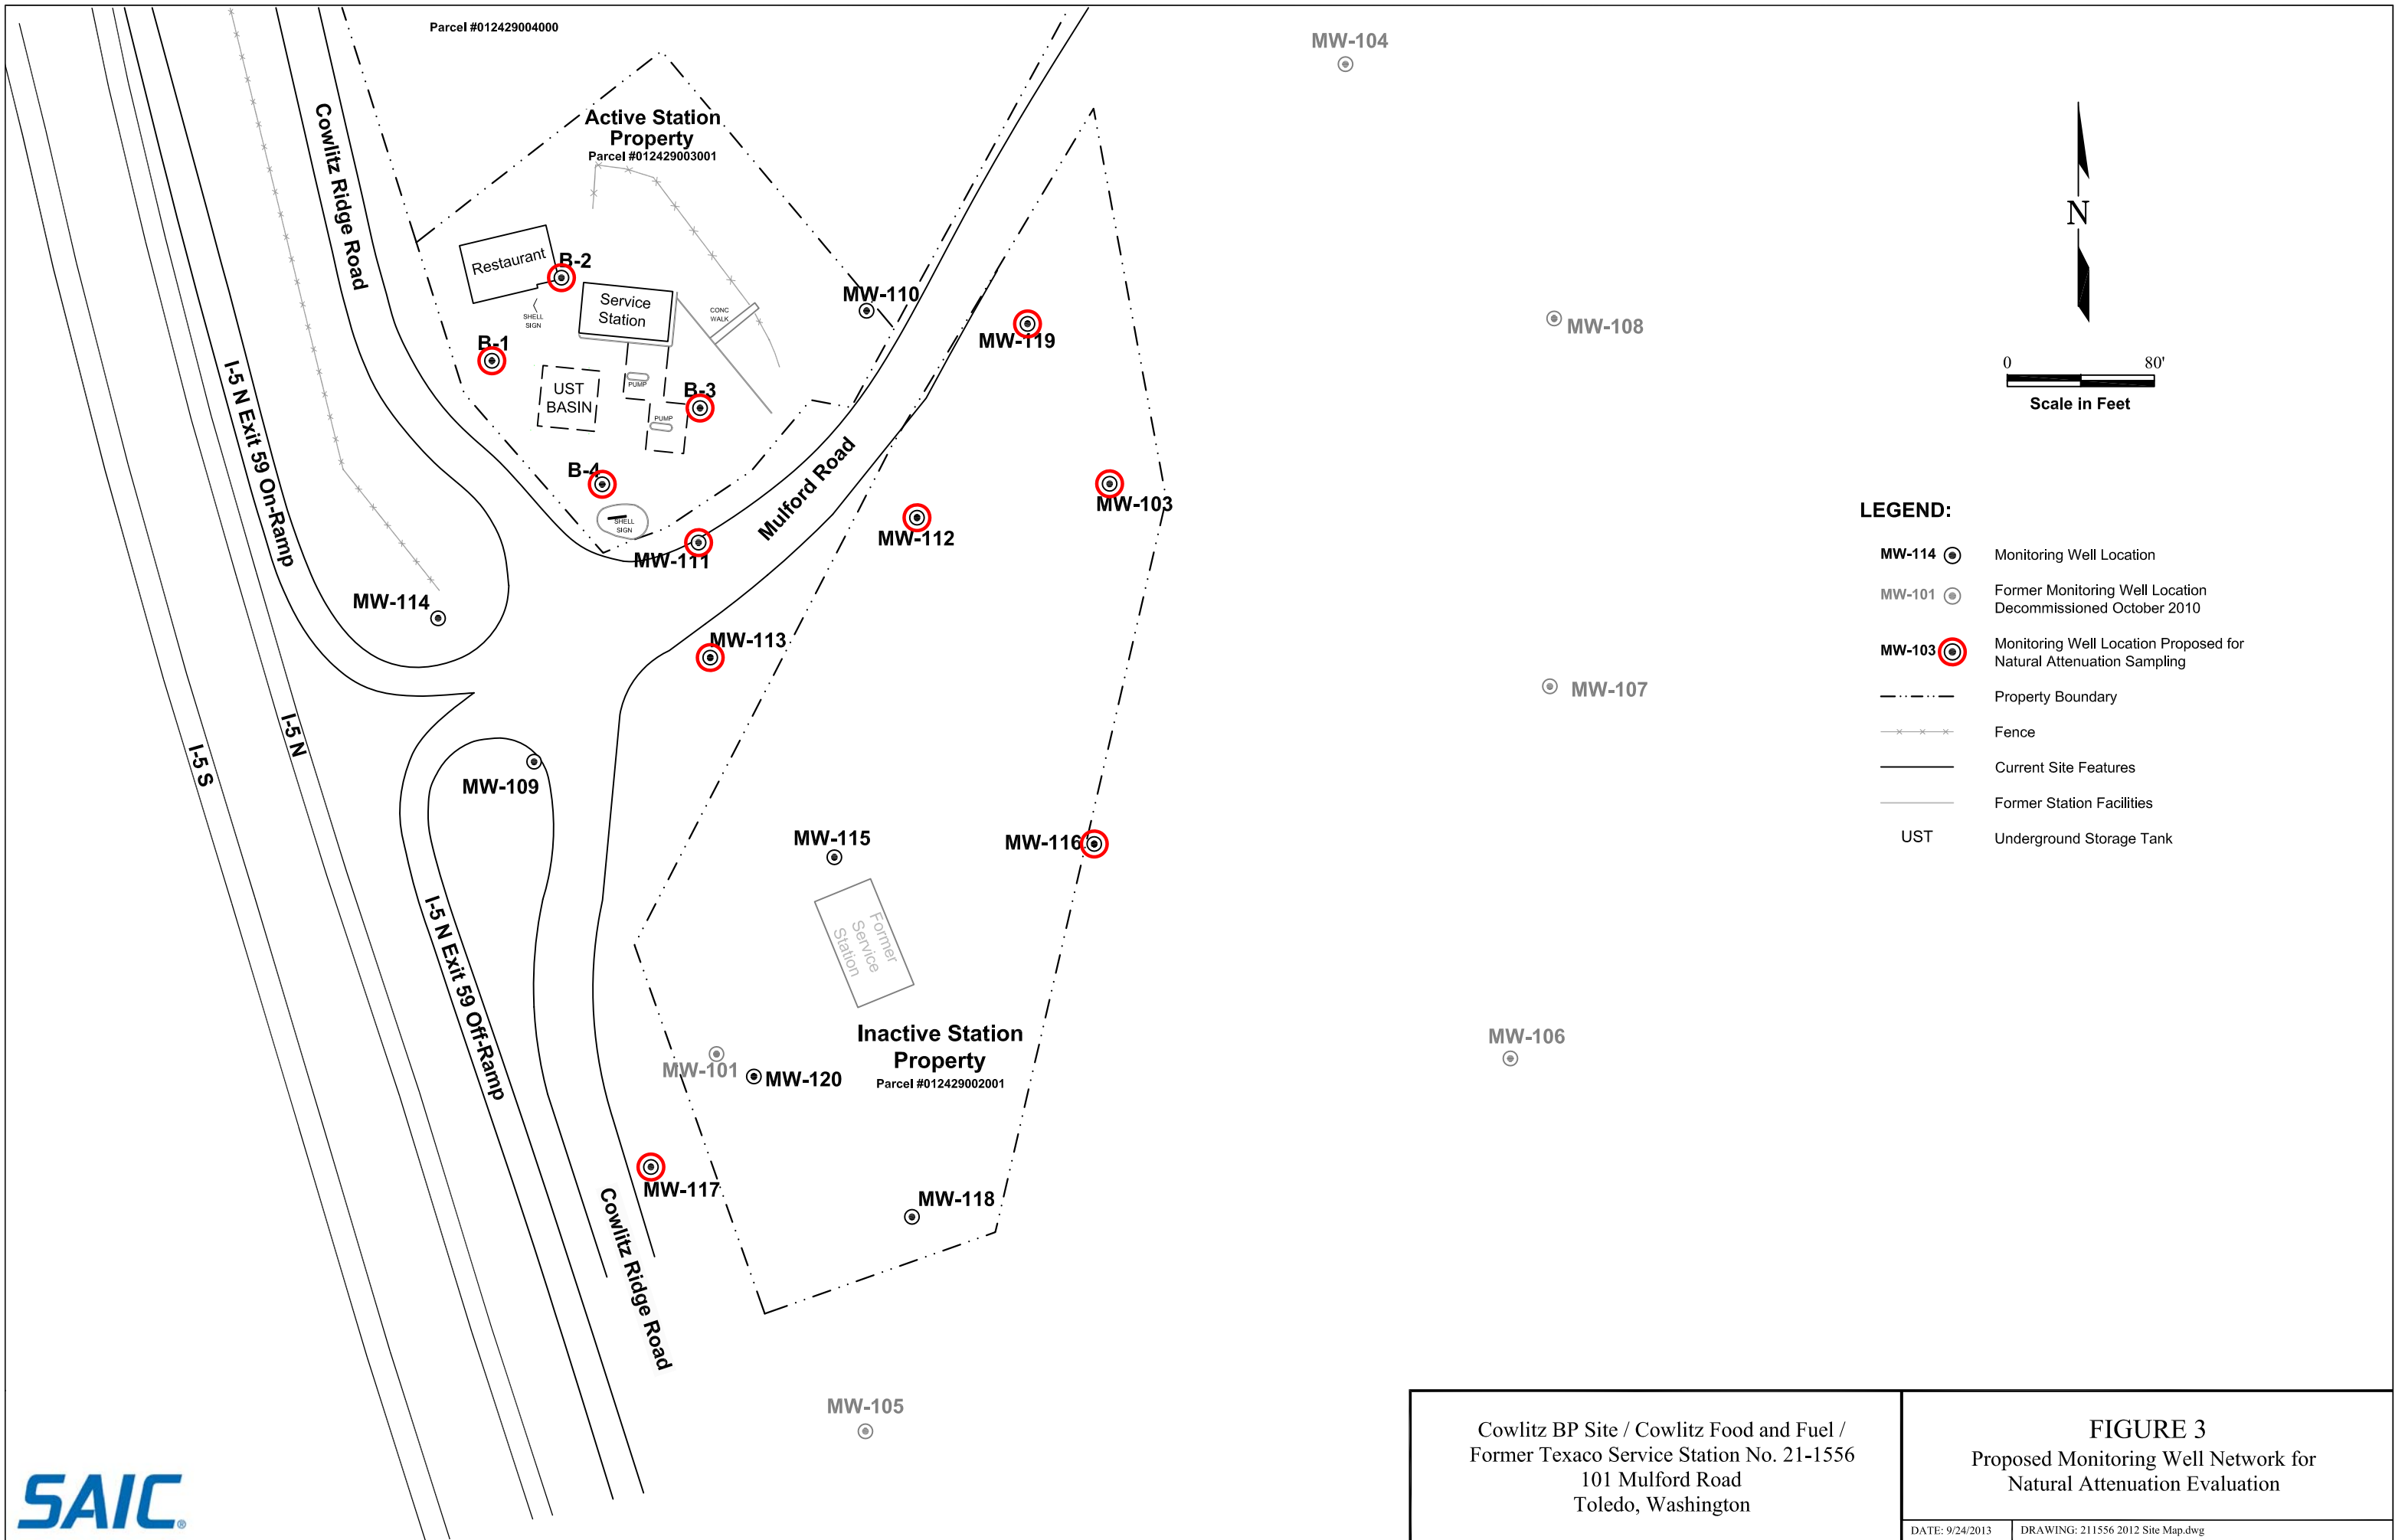 Parcel #012429004000
MW-104
Active Station
Property
Parcel #012429003001
Cowlitz Ridge Road
N
Restaurant
B-2
SHELL
SIGN
Service
Station
CONC
WALK
MW-110
MW-119
MW-108
B-1
UST
BASIN
PUMP
B-3
PUMP
0 80'
Scale in Feet
I-5 N Exit 59 On-Ramp
B-4
SHELL
SIGN
Mulford Road
MW-103
MW-112
MW-111
LEGEND:
MW-114 Monitoring Well Location
MW-101 Former Monitoring Well Location
Decommissioned October 2010
MW-103 Monitoring Well Location Proposed for
Natural Attenuation Sampling
Property Boundary
Fence
Current Site Features
Former Station Facilities
UST Underground Storage Tank
MW-114
MW-113
MW-107
I-5 S
I-5 N
MW-109
MW-115
MW-116
I-5 N Exit 59 Off-Ramp
Former
Service
Station
Inactive Station
Property
Parcel #012429002001
MW-106
MW-101
MW-120
MW-117
MW-118
Cowlitz Ridge Road
MW-105
SAIC®
Cowlitz BP Site / Cowlitz Food and Fuel /
Former Texaco Service Station No. 21-1556
101 Mulford Road
Toledo, Washington
FIGURE 3
Proposed Monitoring Well Network for
Natural Attenuation Evaluation
DATE: 9/24/2013
DRAWING: 211556 2012 Site Map.dwg